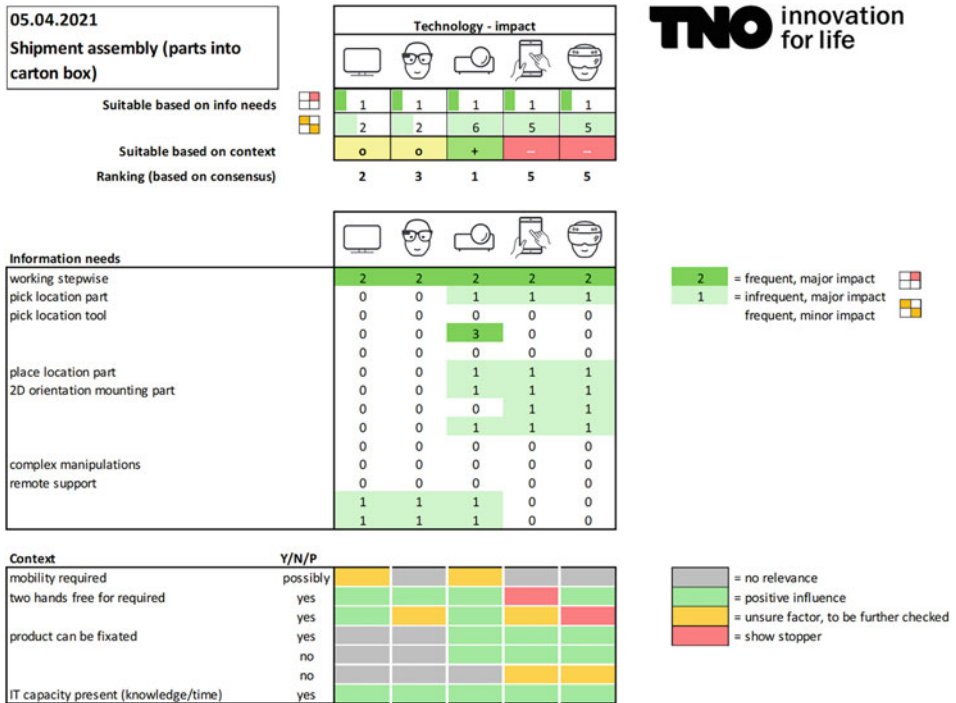 05.04.2021
Shipment assembly (parts into
carton box)
Technology - impact
TNO innovation
for life
Suitable based on info needs 1 1 1 1 1
2 2 6 5 5
Suitable based on context o o + -- --
Ranking (based on consensus) 2 3 1 5 5
Information needs
working stepwise 2 2 2 2 2
pick location part 0 0 1 1 1
pick location tool 0 0 0 0 0
0 0 3 0 0
0 0 0 0 0
place location part 0 0 1 1 1
2D orientation mounting part 0 0 1 1 1
0 0 0 1 1
0 0 1 1 1
0 0 0 0 0
complex manipulations 0 0 0 0 0
remote support 0 0 0 0 0
1 1 1 0 0
1 1 1 0 0
2 = frequent, major impact
1 = infrequent, major impact
frequent, minor impact
Context Y/N/P
mobility required possibly
two hands free for required yes
yes
product can be fixated yes
no
no
IT capacity present (knowledge/time) yes
= no relevance
= positive influence
= unsure factor, to be further checked
= show stopper